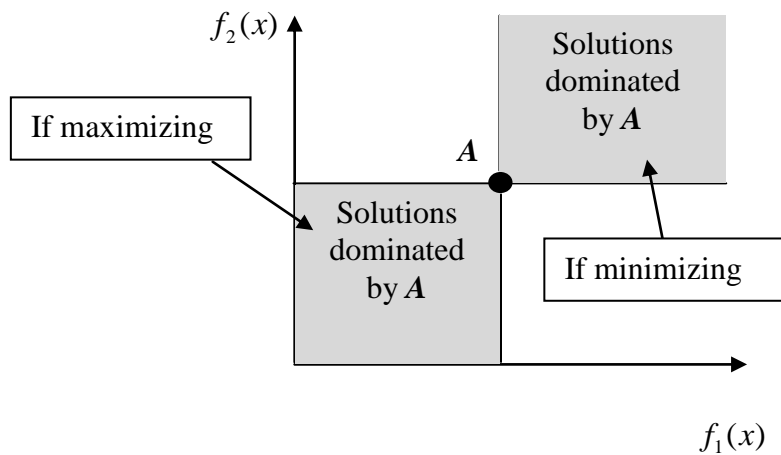 f₂(x)
Solutions
dominated
by A
If maximizing
A
Solutions
dominated
by A
If minimizing
f₁(x)